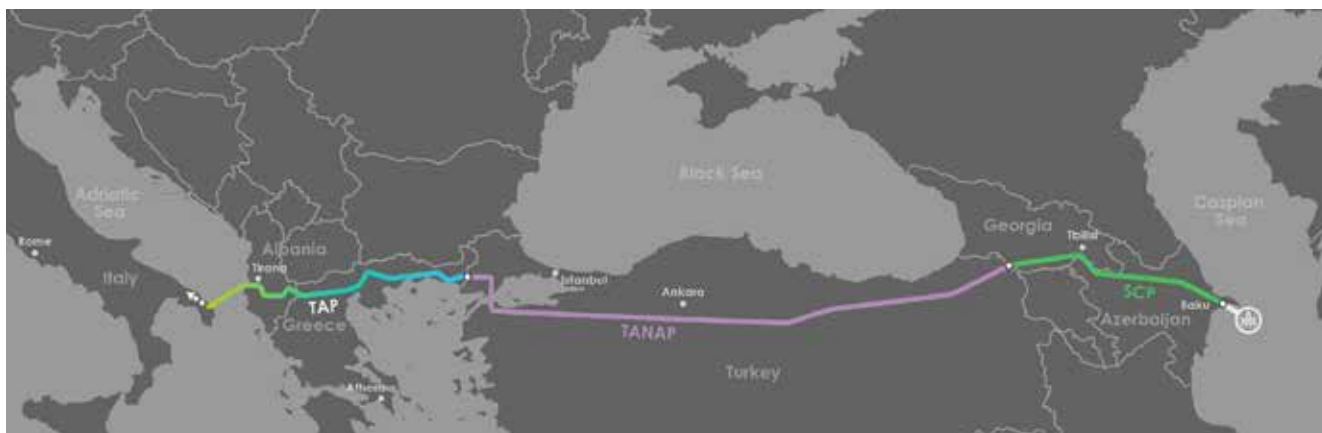 Black Sea
Adriatic
Sea
Caspian
Sea
Georgia
Tbilisi
Rome
Albania
Tirana
Italy
Istanbul
Ankara
TAP
Greece
SCP
Baku
Azerbaijan
TANAP
Turkey
Athens